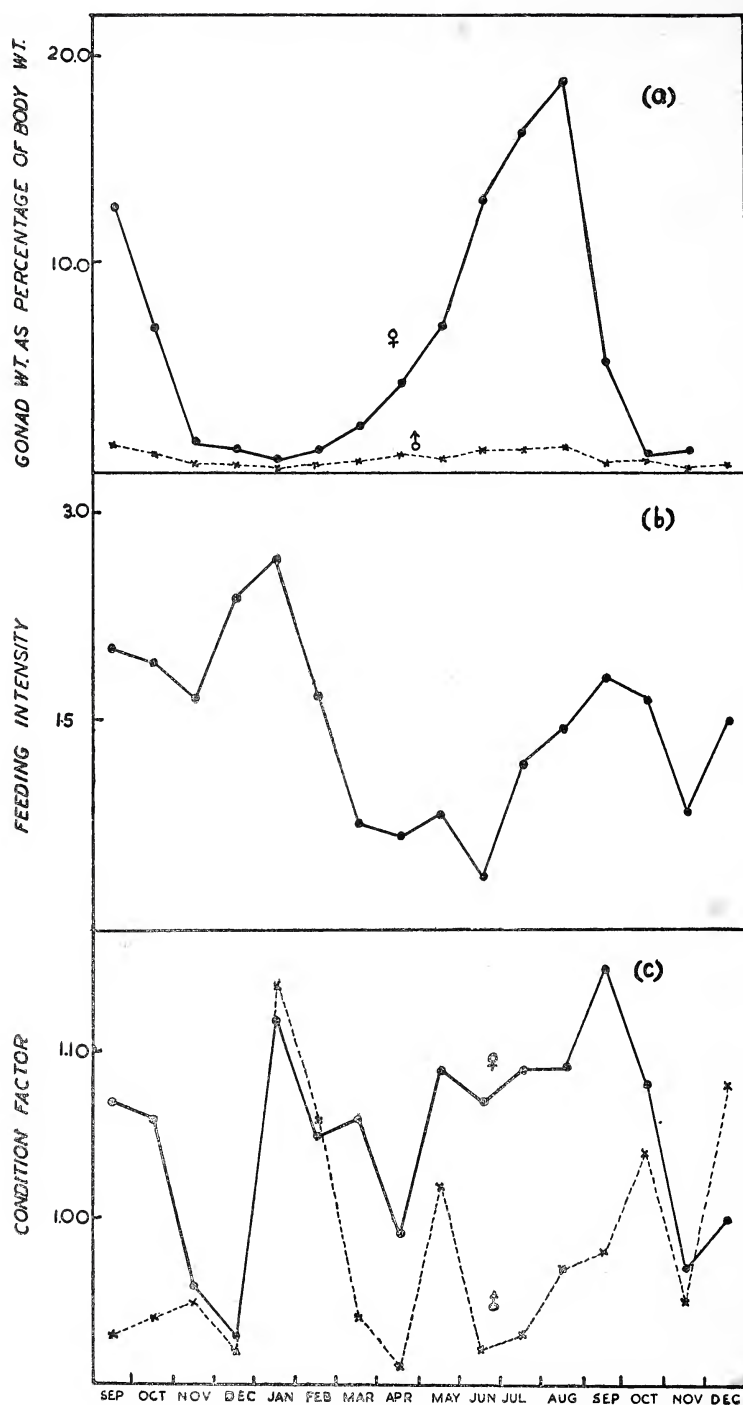 GONAD WT. AS PERCENTAGE OF BODY WT.
20.0
10.0
(a)
♀
♂
FEEDING INTENSITY
3.0
1.5
(b)
CONDITION FACTOR
1.10
1.00
(c)
♀
♂
SEP OCT NOV DEC JAN FEB MAR APR MAY JUN JUL AUG SEP OCT NOV DEC